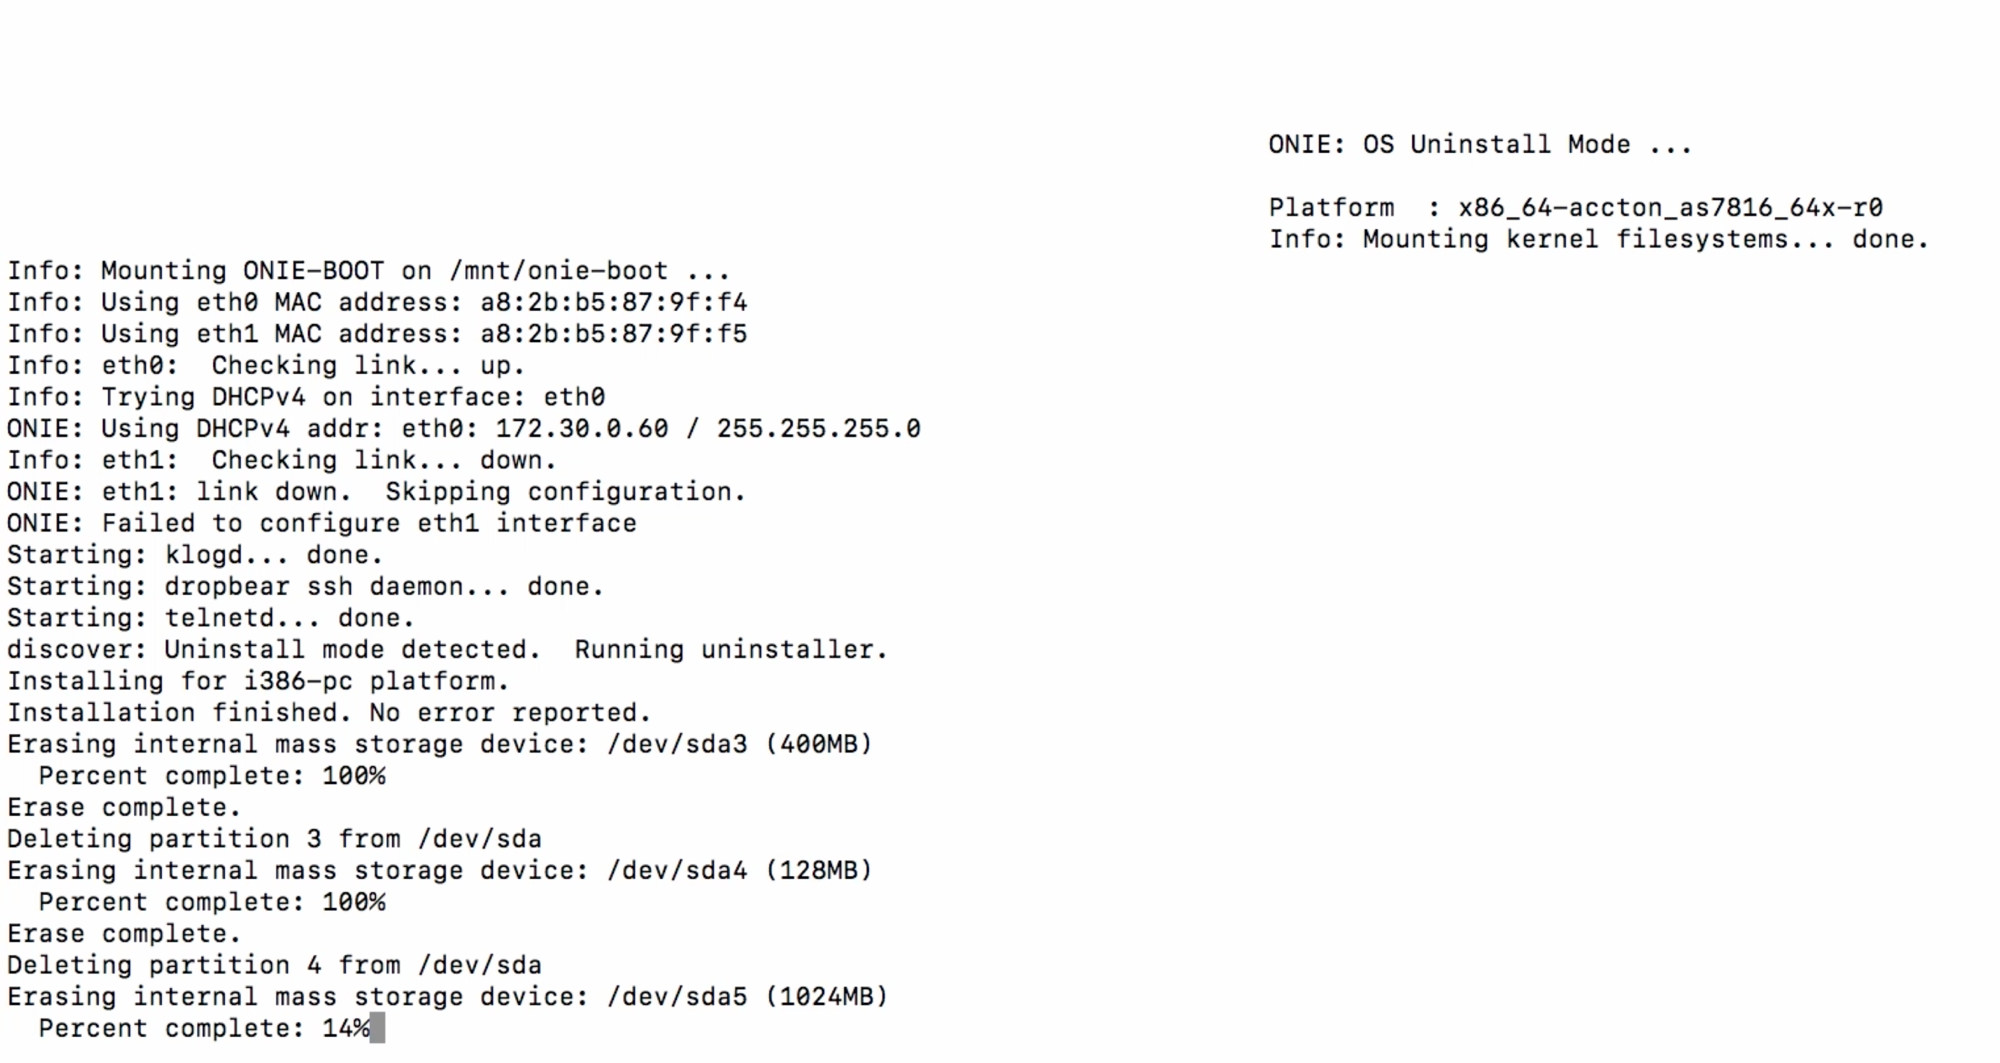 ONIE: OS Uninstall Mode ...
Platform  : x86_64-accton_as7816_64x-r0
Info: Mounting kernel filesystems... done.
Info: Mounting ONIE-BOOT on /mnt/onie-boot ...
Info: Using eth0 MAC address: a8:2b:b5:87:9f:f4
Info: Using eth1 MAC address: a8:2b:b5:87:9f:f5
Info: eth0:  Checking link... up.
Info: Trying DHCPv4 on interface: eth0
ONIE: Using DHCPv4 addr: eth0: 172.30.0.60 / 255.255.255.0
Info: eth1:  Checking link... down.
ONIE: eth1: link down.  Skipping configuration.
ONIE: Failed to configure eth1 interface
Starting: klogd... done.
Starting: dropbear ssh daemon... done.
Starting: telnetd... done.
discover: Uninstall mode detected.  Running uninstaller.
Installing for i386-pc platform.
Installation finished. No error reported.
Erasing internal mass storage device: /dev/sda3 (400MB)
  Percent complete: 100%
Erase complete.
Deleting partition 3 from /dev/sda
Erasing internal mass storage device: /dev/sda4 (128MB)
  Percent complete: 100%
Erase complete.
Deleting partition 4 from /dev/sda
Erasing internal mass storage device: /dev/sda5 (1024MB)
  Percent complete: 14%